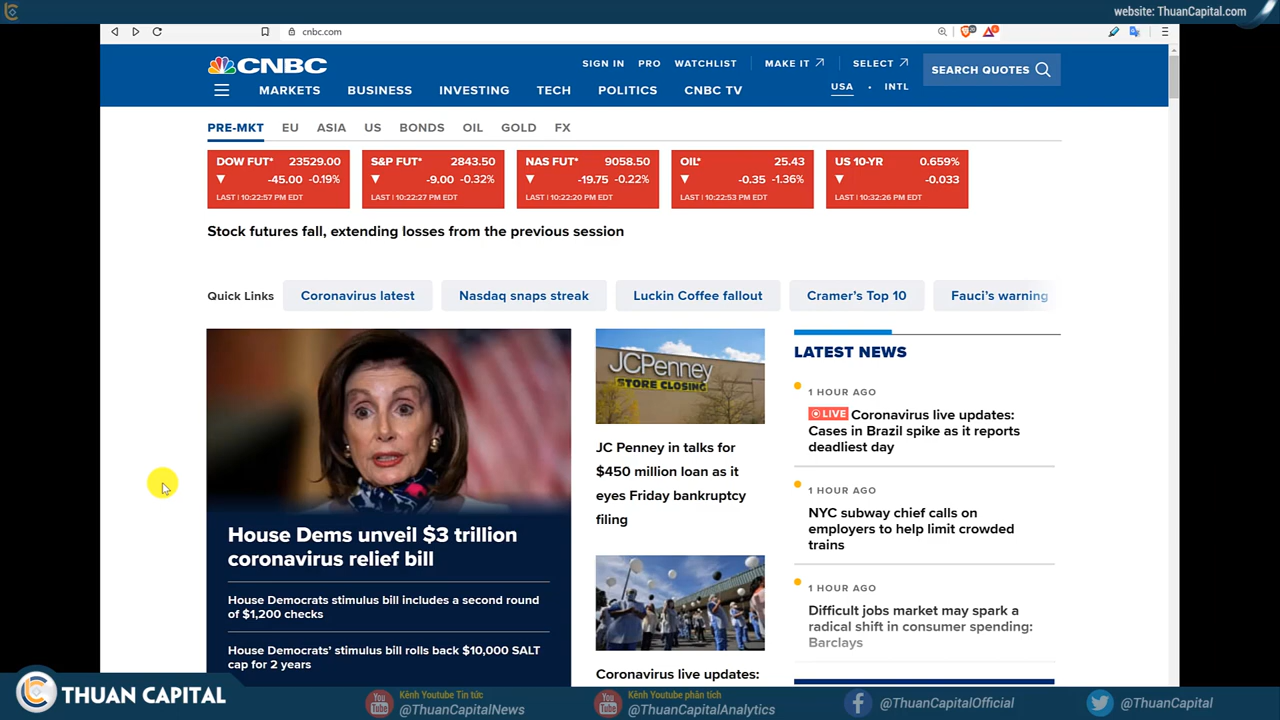 website: ThuanCapital.com
cnbc.com
CNBC
SIGN IN PRO WATCHLIST MAKE IT SELECT
SEARCH QUOTES
MARKETS BUSINESS INVESTING TECH POLITICS CNBC TV
USA • INTL
PRE-MKT EU ASIA US BONDS OIL GOLD FX
DOW FUT* 23529.00
-45.00 -0.19%
LAST | 10:22:57 PM EDT
S&P FUT* 2843.50
-9.00 -0.32%
LAST | 10:22:27 PM EDT
NAS FUT* 9058.50
-19.75 -0.22%
LAST | 10:22:20 PM EDT
OIL* 25.43
-0.35 -1.36%
LAST | 10:22:53 PM EDT
US 10-YR 0.659%
-0.033
LAST | 10:32:26 PM EDT
Stock futures fall, extending losses from the previous session
Quick Links Coronavirus latest Nasdaq snaps streak Luckin Coffee fallout Cramer's Top 10 Fauci's warning
House Dems unveil $3 trillion
coronavirus relief bill
House Democrats stimulus bill includes a second round
of $1,200 checks
House Democrats' stimulus bill rolls back $10,000 SALT
cap for 2 years
JCPenney
STORE CLOSING
JC Penney in talks for
$450 million loan as it
eyes Friday bankruptcy
filing
Coronavirus live updates:
LATEST NEWS
1 HOUR AGO
LIVE Coronavirus live updates:
Cases in Brazil spike as it reports
deadliest day
1 HOUR AGO
NYC subway chief calls on
employers to help limit crowded
trains
1 HOUR AGO
Difficult jobs market may spark a
radical shift in consumer spending:
Barclays
THUAN CAPITAL
Kênh Youtube Tin tức
@ThuanCapitalNews
Kênh Youtube phân tích
@ThuanCapitalAnalytics
@ThuanCapitalOfficial
@ThuanCapital